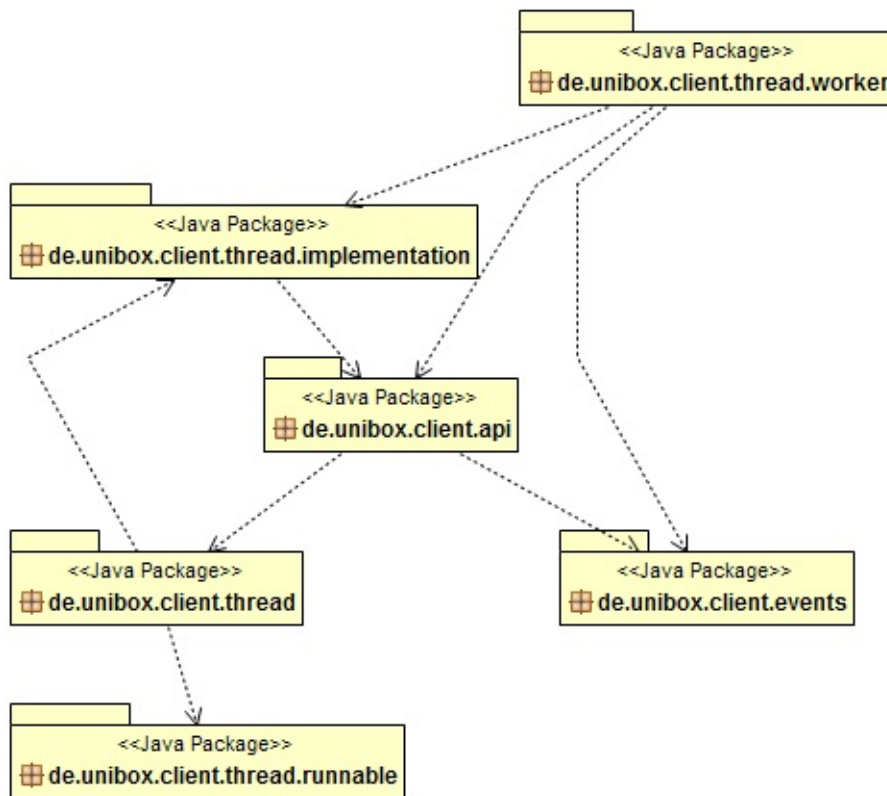 <<Java Package>>
de.unibox.client.thread.worker
<<Java Package>>
de.unibox.client.thread.implementation
<<Java Package>>
de.unibox.client.api
<<Java Package>>
de.unibox.client.thread
<<Java Package>>
de.unibox.client.events
<<Java Package>>
de.unibox.client.thread.runnable